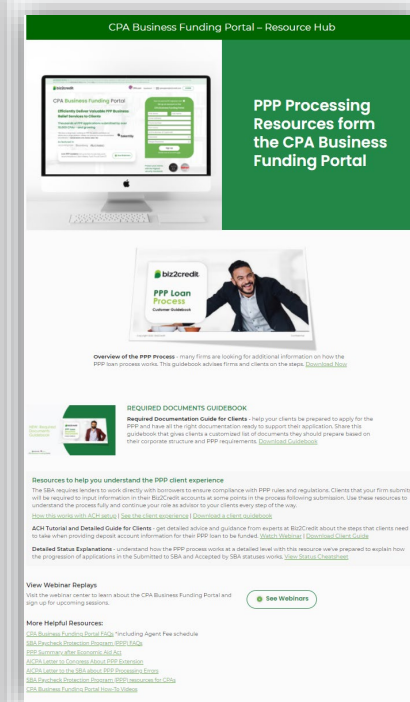 CPA Business Funding Portal – Resource Hub
biz2credit
CPA Business Funding Portal
Efficiently Deliver Valuable PPP Business
Relief Services to Clients
PPP Processing
Resources form
the CPA Business
Funding Portal
biz2credit
PPP Loan
Process
Customer Guidebook
Overview of the PPP Process - many firms are looking for additional information on how the
PPP loan process works. This guidebook advises firms and clients on the steps. Download Now
REQUIRED DOCUMENTS GUIDEBOOK
Required Documentation Guide for Clients - help your clients be prepared to apply for the
PPP and have all the right documentation ready to support their application. Share this
guidebook that gives clients a customized list of documents they should prepare based on
their corporate structure and PPP requirements. Download Guidebook
Resources to help you understand the PPP client experience
The SBA requires lenders to work directly with borrowers to ensure compliance with PPP rules and regulations. Clients that your firm submits
will be required to input information in their Biz2Credit accounts at some points in the process following submission. Use these resources to
understand the process fully and continue your role as advisor to your clients every step of the way.
How this works with ACH setup | See the client experience | Download a client guidebook
ACH Tutorial and Detailed Guide for Clients - get detailed advice and guidance from experts at Biz2Credit about the steps that clients need
to take when providing deposit account information for their PPP loan to be funded. Watch Webinar | Download Client Guide
Detailed Status Explanations - understand how the PPP process works at a detailed level with this resource we've prepared to explain how
the progression of applications in the Submitted to SBA and Accepted by SBA statuses works. View Status Cheatsheet
View Webinar Replays
Visit the webinar center to learn about the CPA Business Funding Portal and
sign up for upcoming sessions.
See Webinars
More Helpful Resources:
CPA Business Funding Portal FAQs *including Agent Fee schedule
SBA Paycheck Protection Program (PPP) FAQs
PPP Summary after Economic Aid Act
AICPA Letter to Congress About PPP Extension
AICPA Letter to the SBA about PPP Processing Errors
SBA Paycheck Protection Program (PPP) resources for CPAs
CPA Business Funding Portal How-To Videos